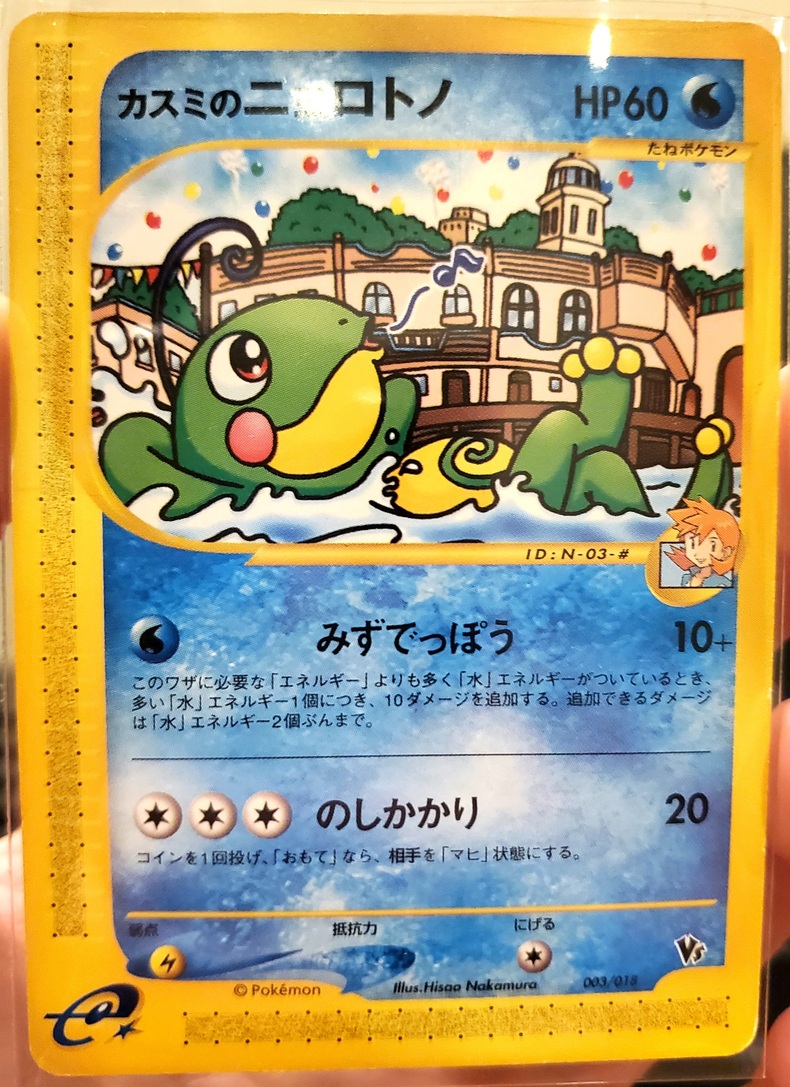 カスミのニョロトノ
HP60
たねポケモン
ID:N-03-#
みずでっぽう
10+
このワザに必要な「エネルギー」よりも多く「水」エネルギーがついているとき、
多い「水」エネルギー1個につき、10ダメージを追加する。追加できるダメージ
は「水」エネルギー2個ぶんまで。
のしかかり
20
コインを1回投げ、「おもて」なら、相手を「マヒ」状態にする。
弱点
抵抗力
にげる
VS
© Pokémon
Illus.Hisao Nakamura
003/018
e